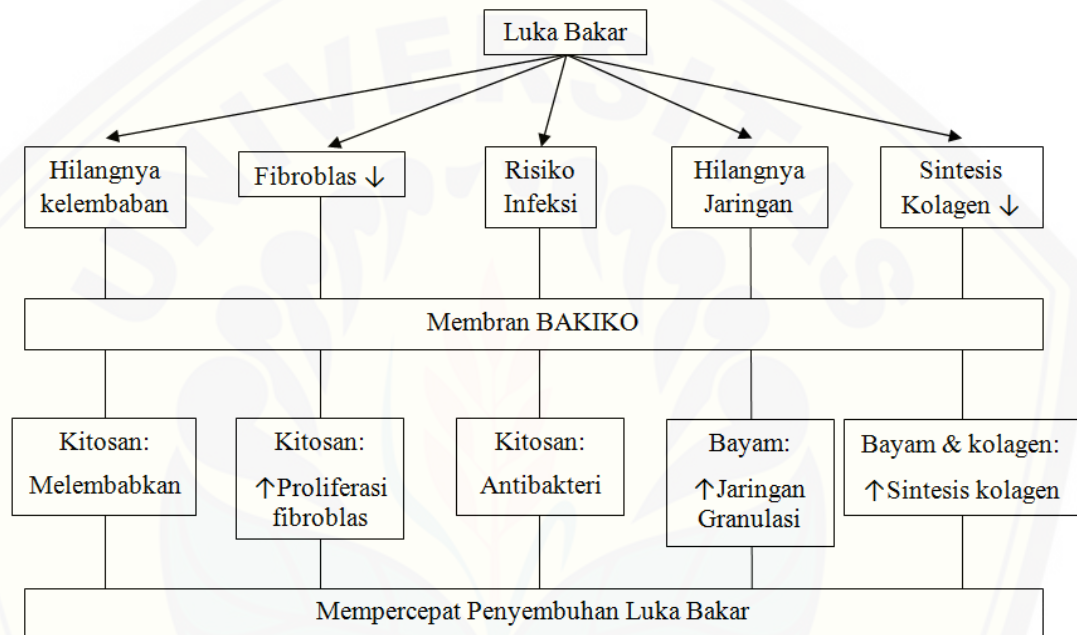 Luka Bakar
Hilangnya
kelembaban
Fibroblas ↓
Risiko
Infeksi
Hilangnya
Jaringan
Sintesis
Kolagen ↓
Membran BAKIKO
Kitosan:
Melembabkan
Kitosan:
↑Proliferasi
fibroblas
Kitosan:
Antibakteri
Bayam:
↑Jaringan
Granulasi
Bayam & kolagen:
↑Sintesis kolagen
Mempercepat Penyembuhan Luka Bakar
UNIVERSITAS